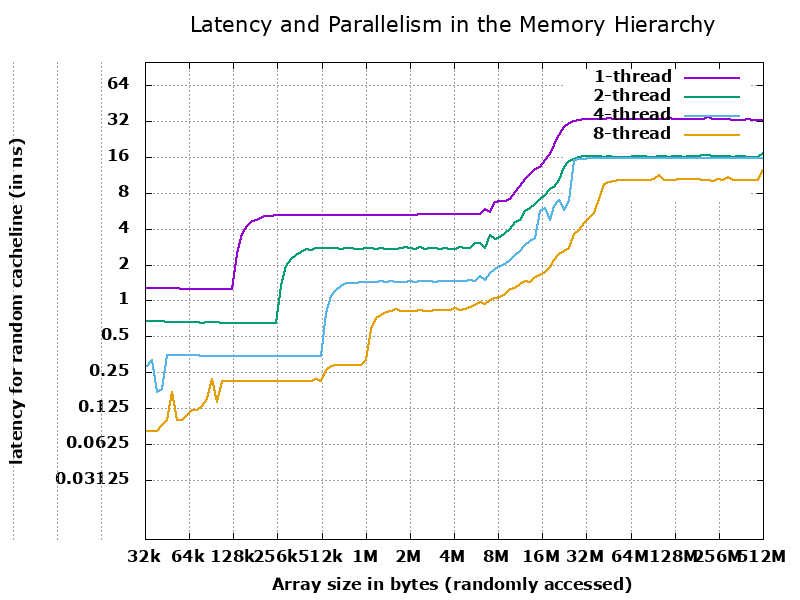 Latency and Parallelism in the Memory Hierarchy
1-thread
2-thread
4-thread
8-thread
64
32
16
8
4
2
1
0.5
0.25
0.125
0.0625
0.03125
latency for random cacheline (in ns)
32k 64k 128k 256k 512k 1M 2M 4M 8M 16M 32M 64M 128M 256M 512M
Array size in bytes (randomly accessed)